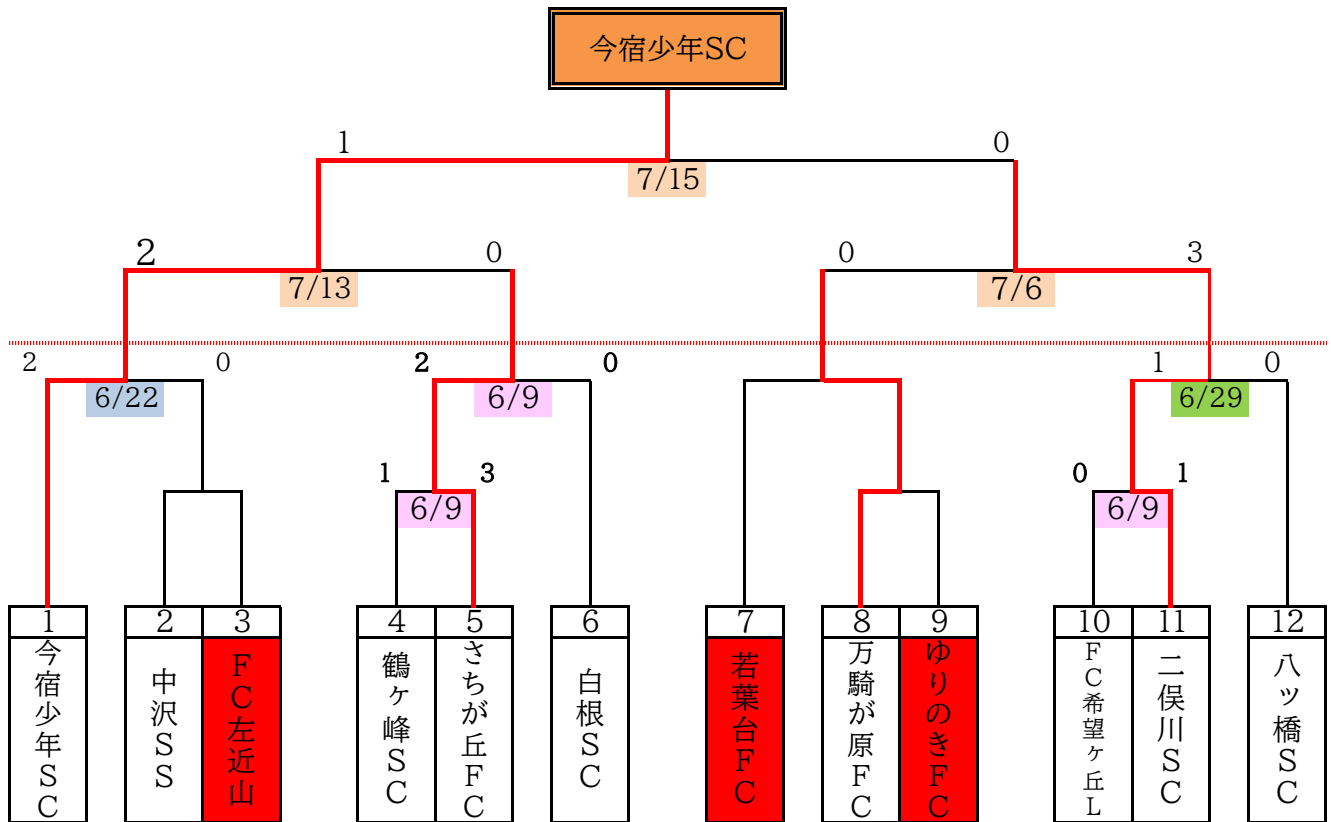 今宿少年SC
1
0
7/15
2
0
0
3
7/13
7/6
2
0
2
0
1
0
6/22
6/9
6/29
1
3
0
1
6/9
6/9
1
2
3
4
5
6
7
8
9
10
11
12
今宿少年SC
中沢SS
FC左近山
鶴ヶ峰SC
さちが丘FC
白根SC
若葉台FC
万騎が原FC
ゆりのきFC
FC希望ヶ丘L
二俣川SC
八ッ橋SC